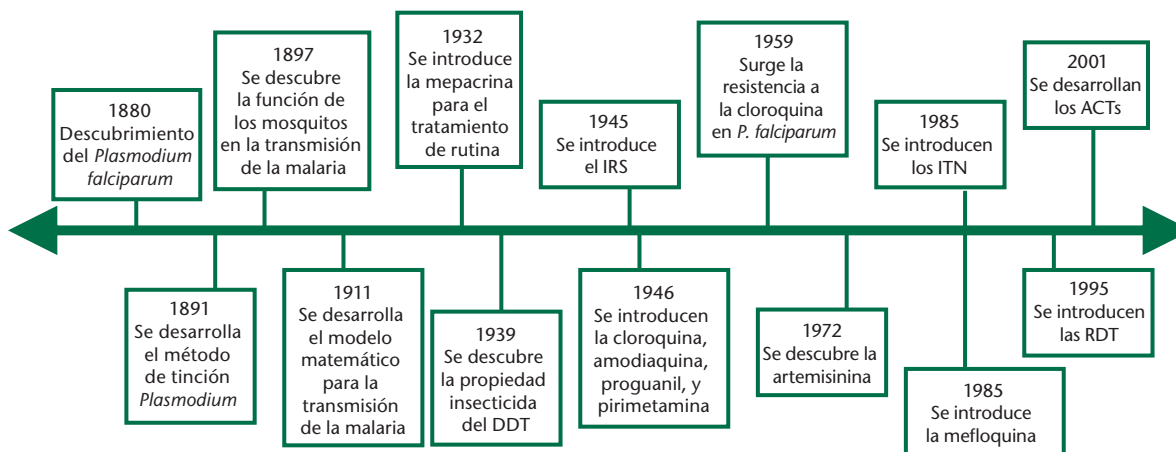 1880
Descubrimiento
del Plasmodium
falciparum
1891
Se desarrolla
el método
de tinción
Plasmodium
1897
Se descubre
la función de
los mosquitos
en la transmisión
de la malaria
1911
Se desarrolla
el modelo
matemático
para la
transmisión
de la malaria
1932
Se introduce
la mepacrina
para el
tratamiento
de rutina
1939
Se descubre
la propiedad
insecticida
del DDT
1945
Se introduce
el IRS
1946
Se introducen
la cloroquina,
amodiaquina,
proguanil, y
pirimetamina
1959
Surge la
resistencia a
la cloroquina
en P. falciparum
1972
Se descubre la
artemisinina
1985
Se introducen
los ITN
1985
Se introduce
la mefloquina
1995
Se introducen
las RDT
2001
Se desarrollan
los ACTs